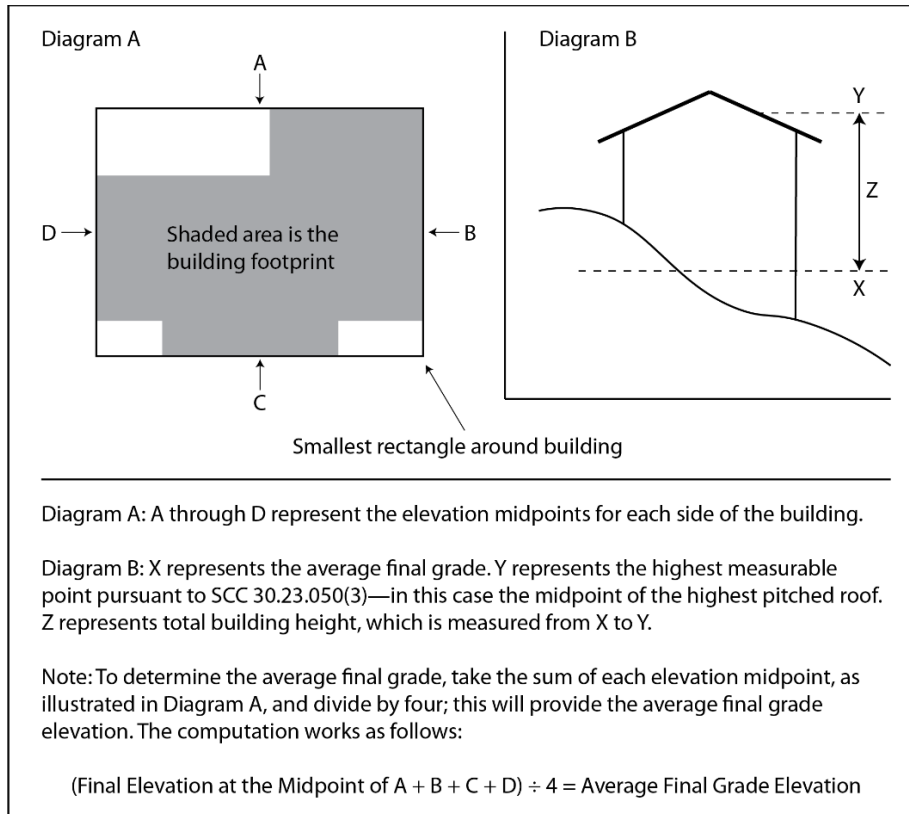 Diagram A
A
D
B
Shaded area is the
building footprint
C
Smallest rectangle around building
Diagram B
Y
Z
X
Diagram A: A through D represent the elevation midpoints for each side of the building.
Diagram B: X represents the average final grade. Y represents the highest measurable
point pursuant to SCC 30.23.050(3)—in this case the midpoint of the highest pitched roof.
Z represents total building height, which is measured from X to Y.
Note: To determine the average final grade, take the sum of each elevation midpoint, as
illustrated in Diagram A, and divide by four; this will provide the average final grade
elevation. The computation works as follows:
(Final Elevation at the Midpoint of A + B + C + D) ÷ 4 = Average Final Grade Elevation